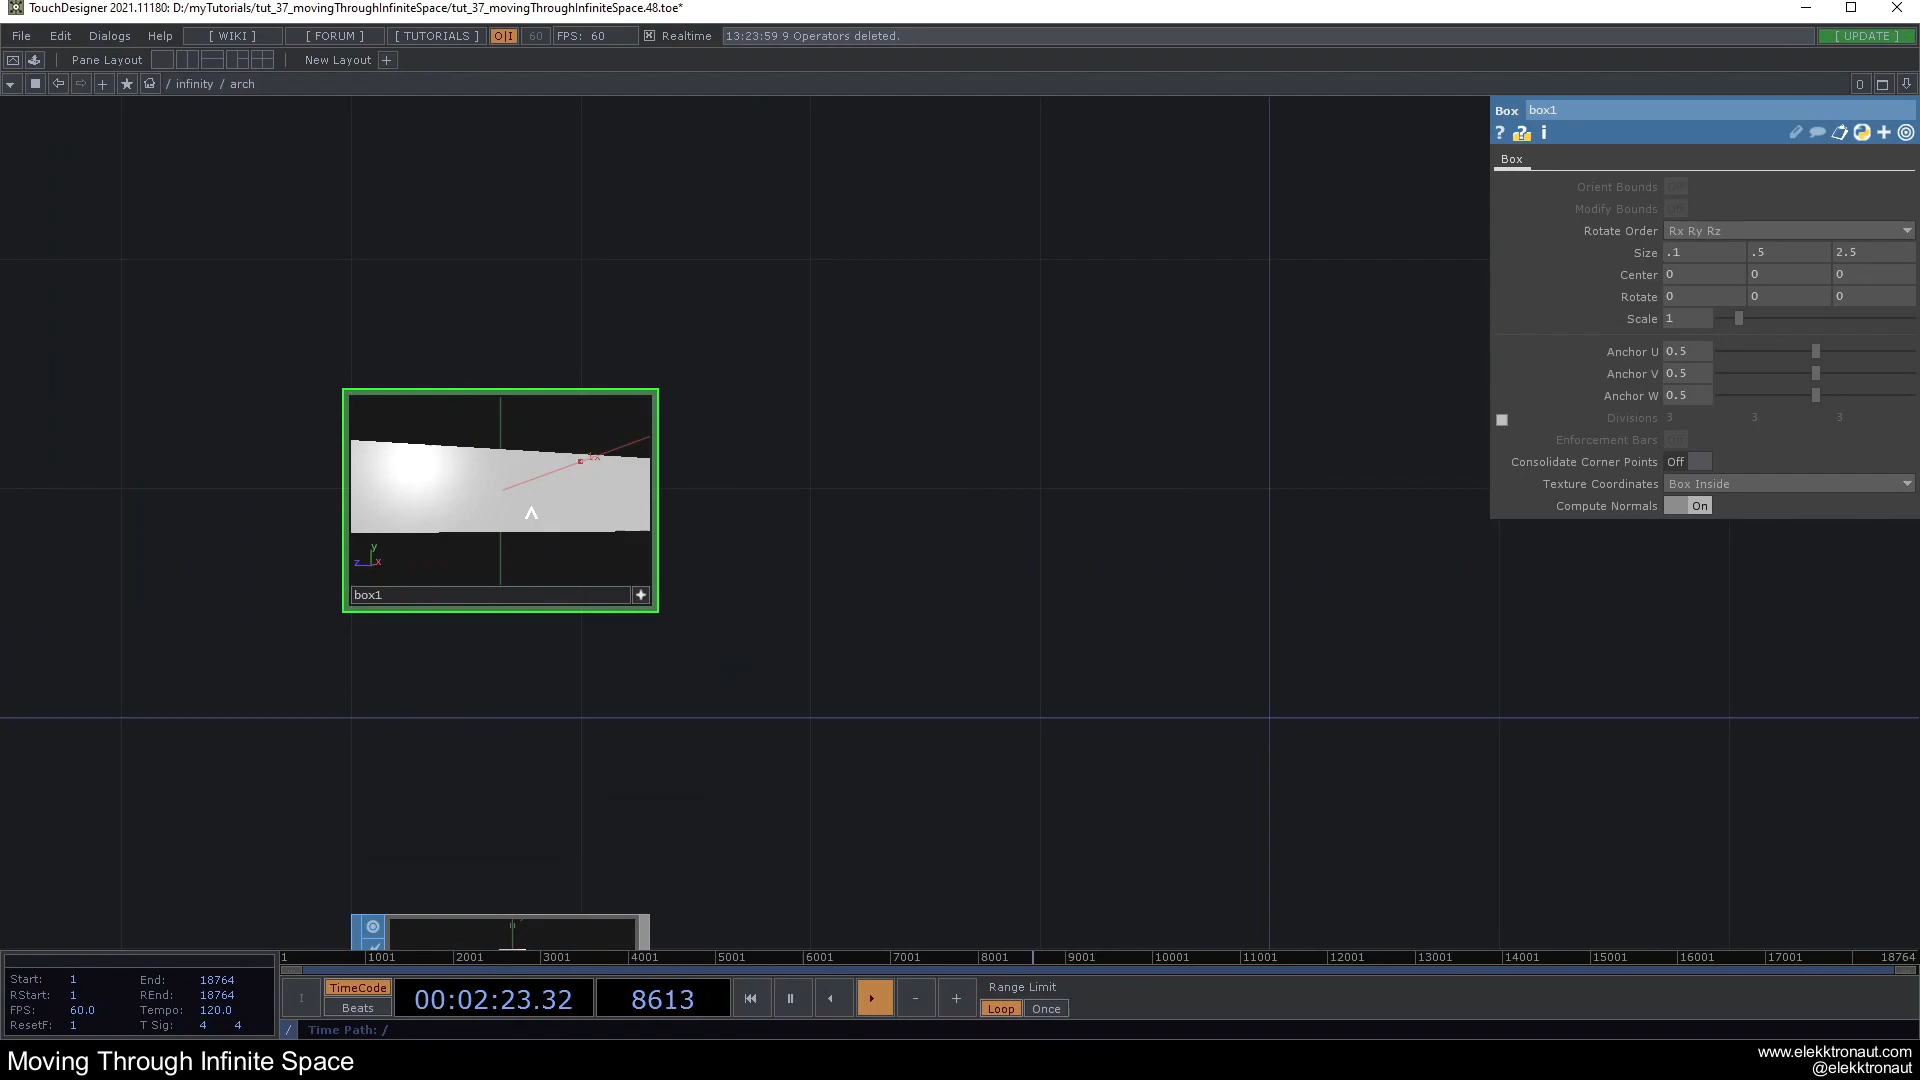 TouchDesigner 2021.11180: D:/myTutorials/tut_37_movingThroughInfiniteSpace/tut_37_movingThroughInfiniteSpace.48.toe*
File Edit Dialogs Help [ WIKI ] [ FORUM ] [ TUTORIALS ] O|I 60 FPS: 60 Realtime 13:23:59 9 Operators deleted. [ UPDATE ]
Pane Layout New Layout +
/ infinity / arch 0
Box box1
? ? i
Box
Orient Bounds Off
Modify Bounds
Rotate Order Rx Ry Rz
Size .1 .5 2.5
Center 0 0 0
Rotate 0 0 0
Scale 1
Anchor U 0.5
Anchor V 0.5
Anchor W 0.5
Divisions 3 3 3
Enforcement Bars Off
Consolidate Corner Points Off
Texture Coordinates Box Inside
Compute Normals On
y
z x
box1
1 1001 2001 3001 4001 5001 6001 7001 8001 9001 10001 11001 12001 13001 14001 15001 16001 17001 18764
Start: 1 End: 18764
RStart: 1 REnd: 18764
FPS: 60.0 Tempo: 120.0
ResetF: 1 T Sig: 4 4
I TimeCode Beats 00:02:23.32 8613 - +
Range Limit
Loop Once
/ Time Path: /
Moving Through Infinite Space
www.elekktronaut.com
@elekktronaut